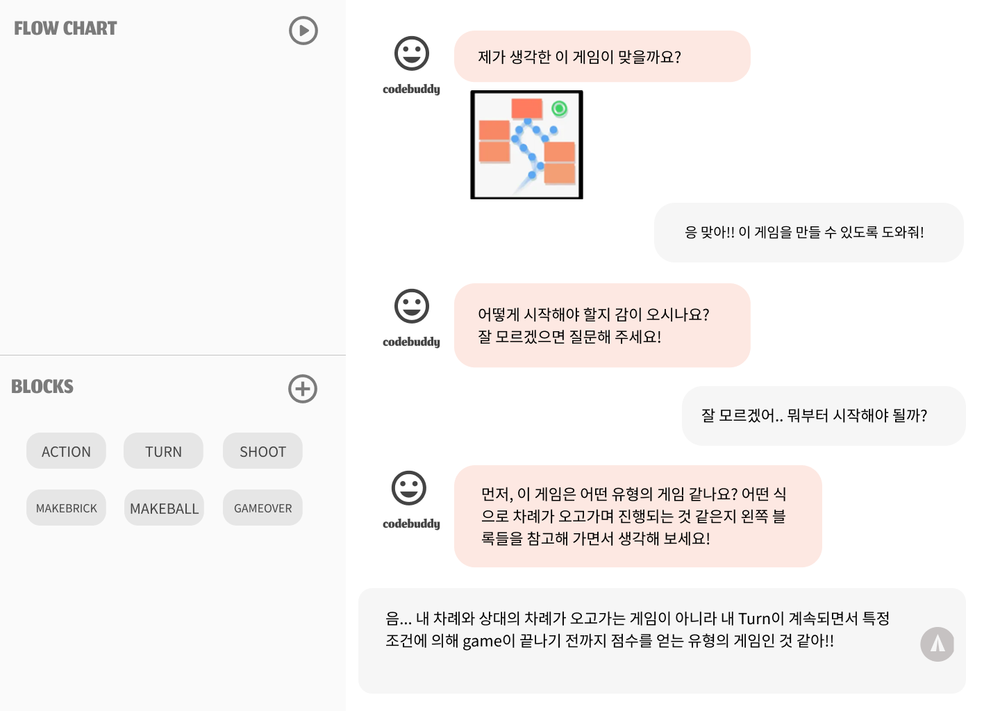 FLOW CHART
BLOCKS
ACTION
TURN
SHOOT
MAKEBRICK
MAKEBALL
GAMEOVER
제가 생각한 이 게임이 맞을까요?
codebuddy
응 맞아!! 이 게임을 만들 수 있도록 도와줘!
어떻게 시작해야 할지 감이 오시나요?
잘 모르겠으면 질문해 주세요!
codebuddy
잘 모르겠어.. 뭐부터 시작해야 될까?
먼저, 이 게임은 어떤 유형의 게임 같나요? 어떤 식
으로 차례가 오고가며 진행되는 것 같은지 왼쪽 블
록들을 참고해 가면서 생각해 보세요!
codebuddy
음... 내 차례와 상대의 차례가 오고가는 게임이 아니라 내 Turn이 계속되면서 특정
조건에 의해 game이 끝나기 전까지 점수를 얻는 유형의 게임인 것 같아!!